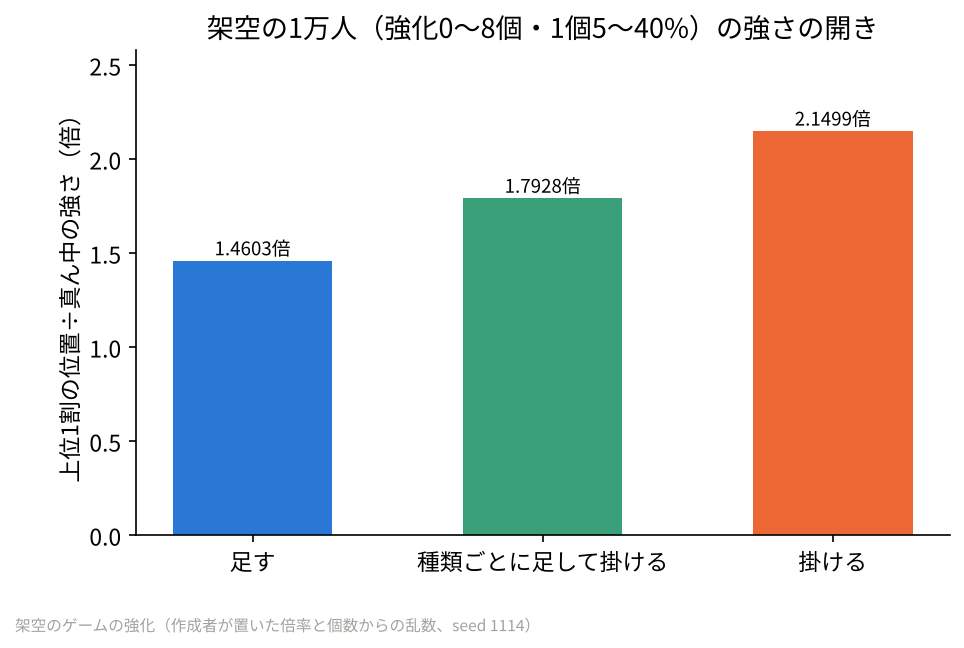 架空の1万人（強化0～8個・1個5～40%）の強さの開き
上位1割の位置÷真ん中の強さ（倍）
2.5
2.0
1.5
1.0
0.5
0.0
1.4603倍
1.7928倍
2.1499倍
足す
種類ごとに足して掛ける
掛ける
架空のゲームの強化（作成者が置いた倍率と個数からの乱数、seed 1114）